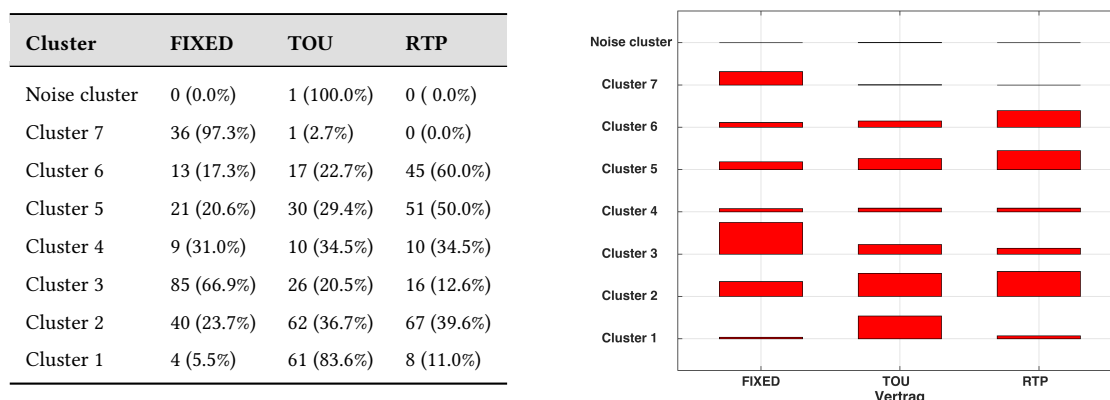 Cluster FIXED TOU RTP
Noise cluster 0 (0.0%) 1 (100.0%) 0 ( 0.0%)
Cluster 7 36 (97.3%) 1 (2.7%) 0 (0.0%)
Cluster 6 13 (17.3%) 17 (22.7%) 45 (60.0%)
Cluster 5 21 (20.6%) 30 (29.4%) 51 (50.0%)
Cluster 4 9 (31.0%) 10 (34.5%) 10 (34.5%)
Cluster 3 85 (66.9%) 26 (20.5%) 16 (12.6%)
Cluster 2 40 (23.7%) 62 (36.7%) 67 (39.6%)
Cluster 1 4 (5.5%) 61 (83.6%) 8 (11.0%)
Noise cluster
Cluster 7
Cluster 6
Cluster 5
Cluster 4
Cluster 3
Cluster 2
Cluster 1
FIXED TOU RTP
Vertrag